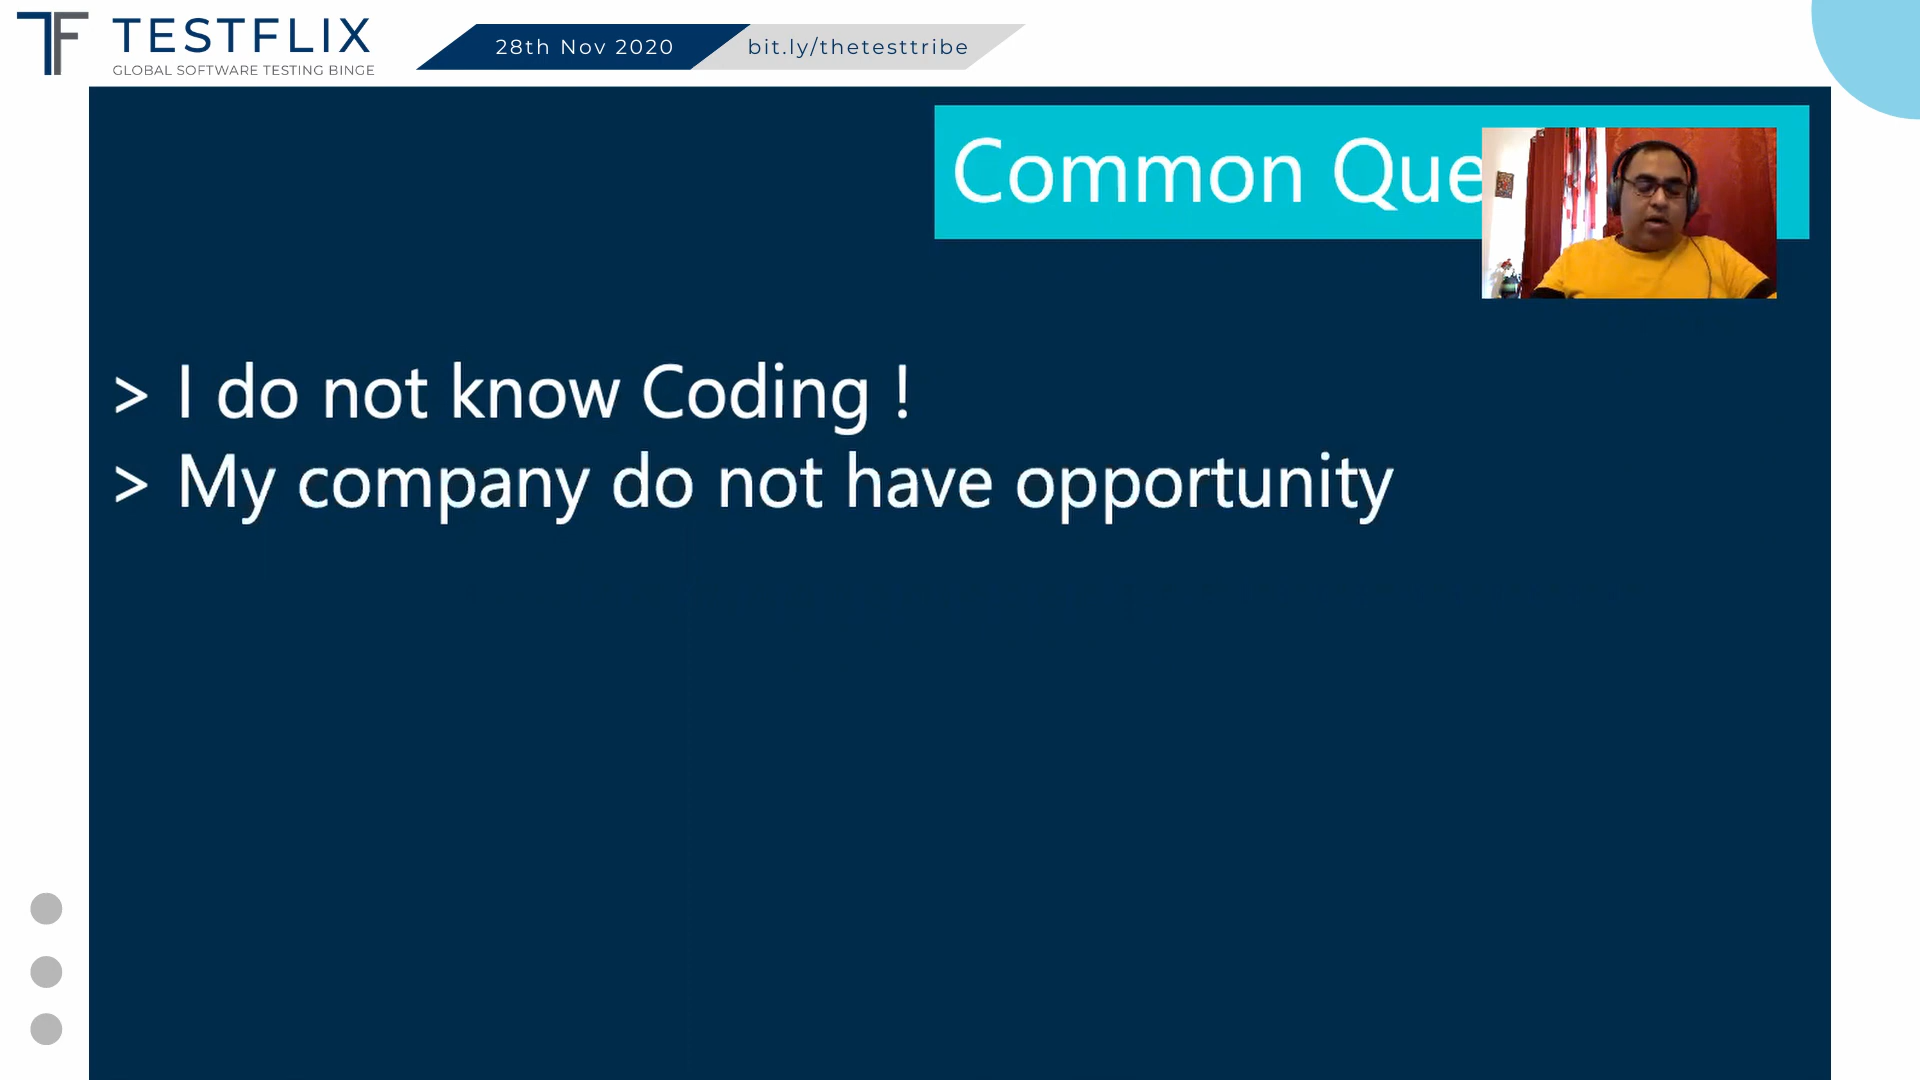 TF TESTFLIX
GLOBAL SOFTWARE TESTING BINGE
28th Nov 2020
bit.ly/thetesttribe
Common Que
> I do not know Coding !
> My company do not have opportunity